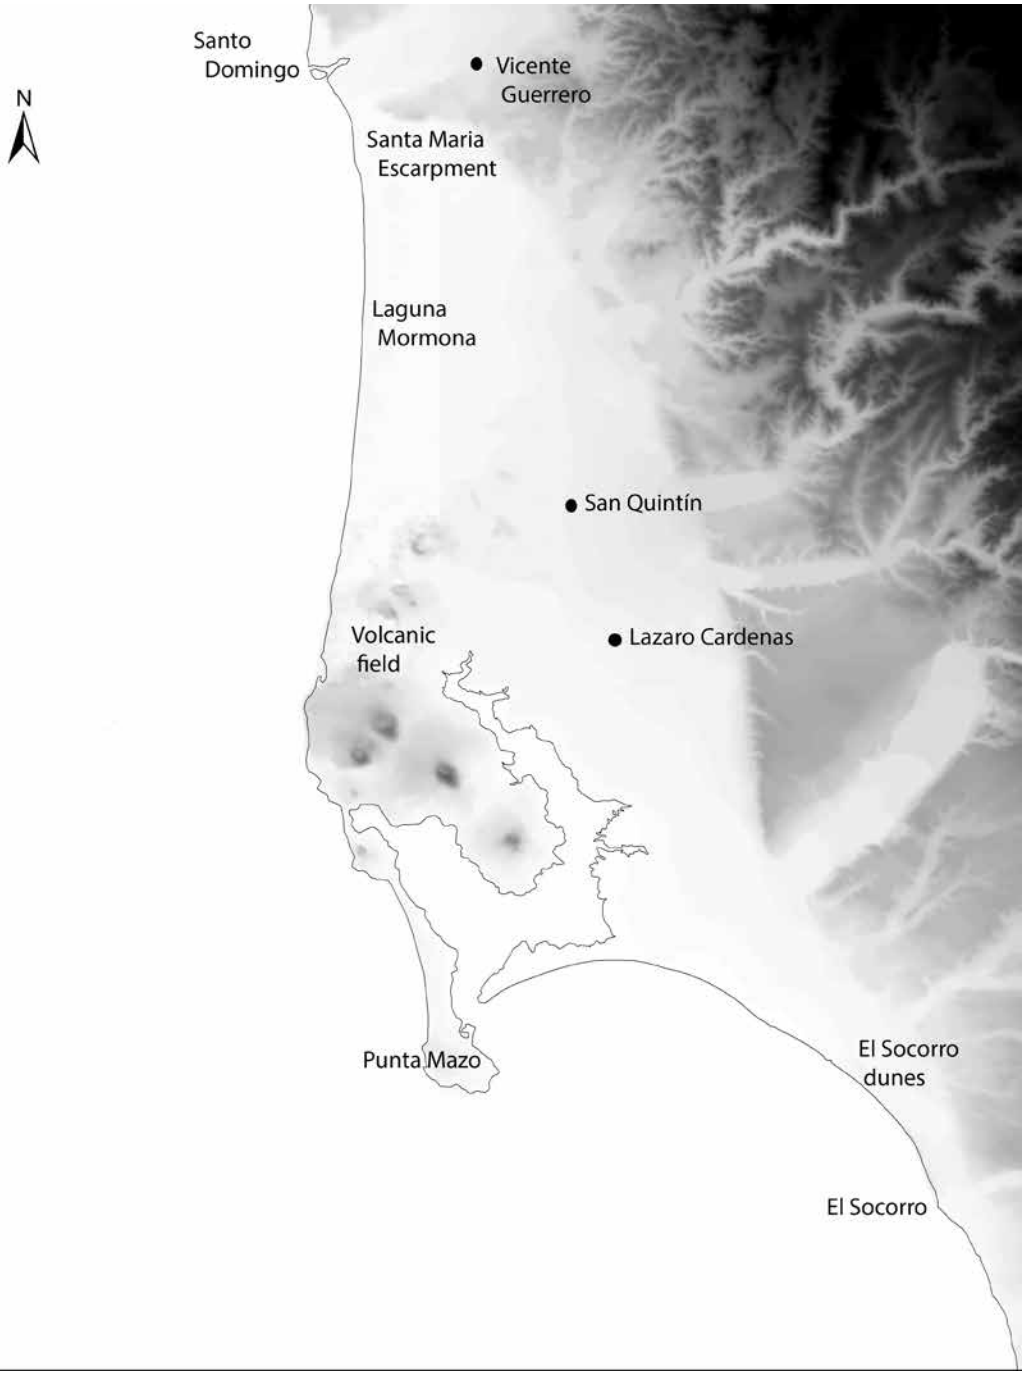 Santo
Domingo
Vicente
Guerrero
N
Santa Maria
Escarpment
Laguna
Mormona
San Quintín
Volcanic
field
Lazaro Cardenas
Punta Mazo
El Socorro
dunes
El Socorro